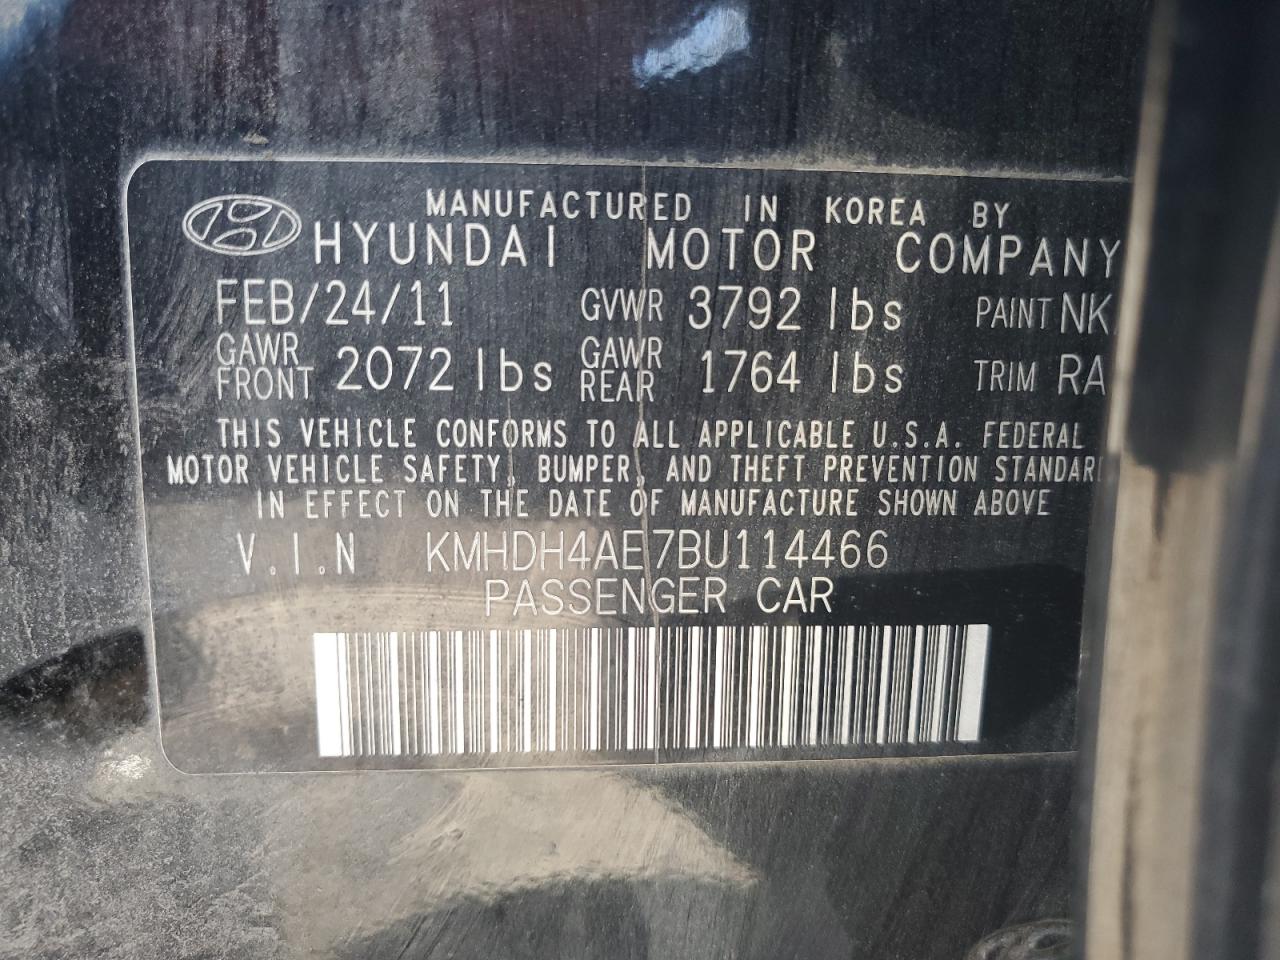 MANUFACTURED IN KOREA BY
HYUNDAI MOTOR COMPANY
FEB/24/11 GVWR 3792 lbs PAINT NK
GAWR FRONT 2072 lbs GAWR REAR 1764 lbs TRIM RA
THIS VEHICLE CONFORMS TO ALL APPLICABLE U.S.A. FEDERAL
MOTOR VEHICLE SAFETY, BUMPER, AND THEFT PREVENTION STANDAR
IN EFFECT ON THE DATE OF MANUFACTURE SHOWN ABOVE
V.I.N KMHDH4AE7BU114466
PASSENGER CAR